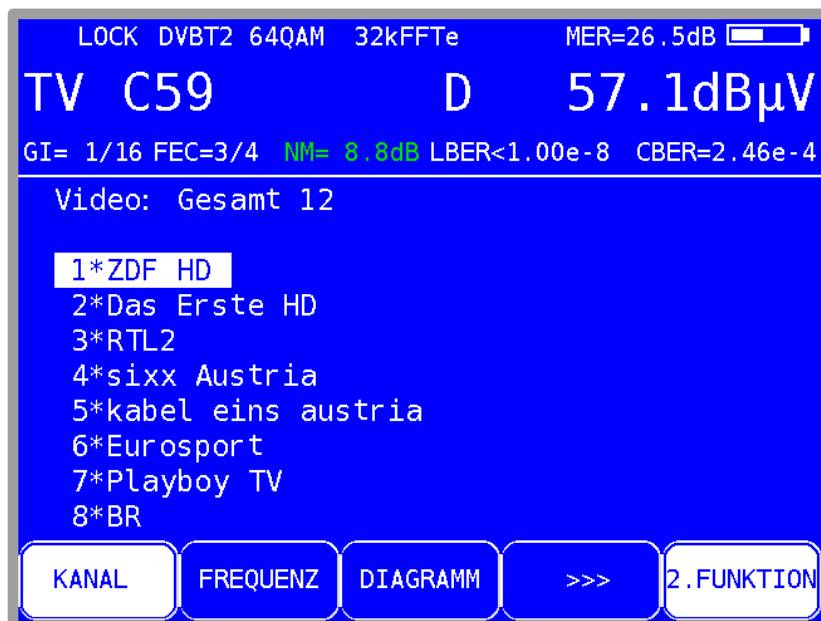 LOCK DVBT2 64QAM 32kFFTe MER=26.5dB
TV C59 D 57.1dBµV
GI= 1/16 FEC=3/4 NM= 8.8dB LBER<1.00e-8 CBER=2.46e-4
Video: Gesamt 12
1*ZDF HD
2*Das Erste HD
3*RTL2
4*sixx Austria
5*kabel eins austria
6*Eurosport
7*Playboy TV
8*BR
KANAL FREQUENZ DIAGRAMM >>> 2.FUNKTION